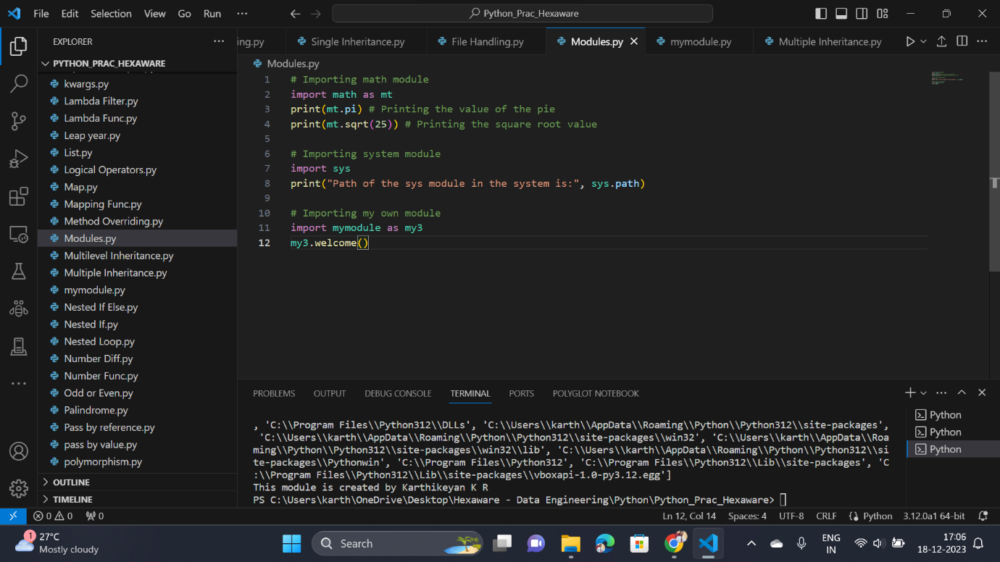 File Edit Selection View Go Run ···
Python_Prac_Hexaware
EXPLORER
PYTHON_PRAC_HEXAWARE
kwargs.py
Lambda Filter.py
Lambda Func.py
Leap year.py
List.py
Logical Operators.py
Map.py
Mapping Func.py
Method Overriding.py
Modules.py
Multilevel Inheritance.py
Multiple Inheritance.py
mymodule.py
Nested If Else.py
Nested If.py
Nested Loop.py
Number Diff.py
Number Func.py
Odd or Even.py
Palindrome.py
Pass by reference.py
pass by value.py
polymorphism.py
OUTLINE
TIMELINE
ing.py Single Inheritance.py File Handling.py Modules.py mymodule.py Multiple Inheritance.py
Modules.py
1 # Importing math module
2 import math as mt
3 print(mt.pi) # Printing the value of the pie
4 print(mt.sqrt(25)) # Printing the square root value
5
6 # Importing system module
7 import sys
8 print("Path of the sys module in the system is:", sys.path)
9
10 # Importing my own module
11 import mymodule as my3
12 my3.welcome()
PROBLEMS OUTPUT DEBUG CONSOLE TERMINAL PORTS POLYGLOT NOTEBOOK
, 'C:\\Program Files\\Python312\\DLLs', 'C:\\Users\\karth\\AppData\\Roaming\\Python\\Python312\\site-packages',
'C:\\Users\\karth\\AppData\\Roaming\\Python\\Python312\\site-packages\\win32', 'C:\\Users\\karth\\AppData\\Roa
ming\\Python\\Python312\\site-packages\\win32\\lib', 'C:\\Users\\karth\\AppData\\Roaming\\Python\\Python312\\si
te-packages\\Pythonwin', 'C:\\Program Files\\Python312', 'C:\\Program Files\\Python312\\Lib\\site-packages', 'C
:\\Program Files\\Python312\\Lib\\site-packages\\vboxapi-1.0-py3.12.egg']
This module is created by Karthikeyan K R
PS C:\Users\karth\OneDrive\Desktop\Hexaware - Data Engineering\Python\Python_Prac_Hexaware>
Python
Python
Python
0 0 0 Ln 12, Col 14 Spaces: 4 UTF-8 CRLF Python 3.12.0a1 64-bit
1 27°C
Mostly cloudy
Search
ENG
IN
17:06
18-12-2023